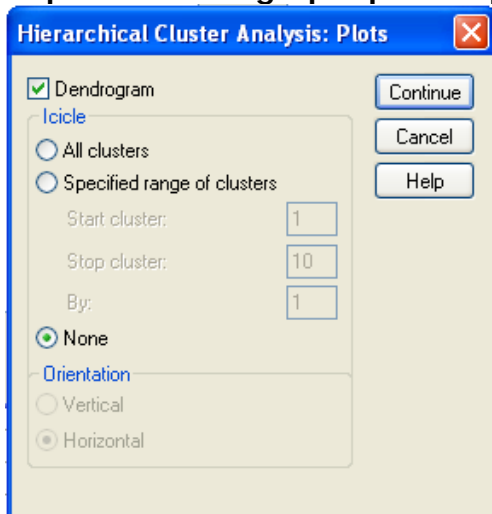 Hierarchical Cluster Analysis: Plots
Dendrogram
Continue
Icicle
Cancel
All clusters
Specified range of clusters
Help
Start cluster: 1
Stop cluster: 10
By: 1
None
Orientation
Vertical
Horizontal